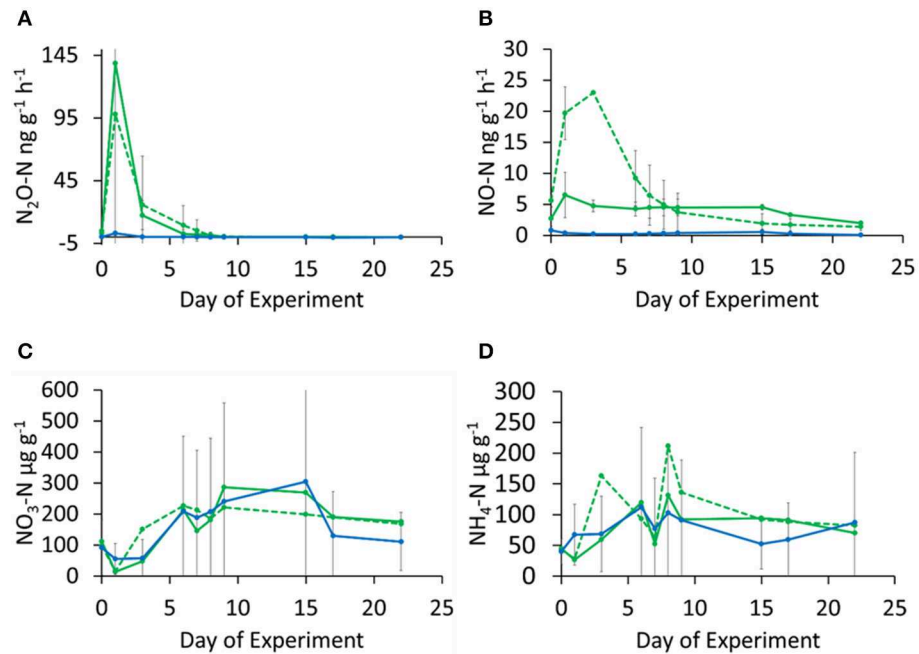 A
N₂O-N ng g⁻¹ h⁻¹
145
95
45
-5
0 5 10 15 20 25
Day of Experiment
B
NO-N ng g⁻¹ h⁻¹
30
25
20
15
10
5
0
0 5 10 15 20 25
Day of Experiment
C
NO₃-N µg g⁻¹
600
500
400
300
200
100
0
0 5 10 15 20 25
Day of Experiment
D
NH₄-N µg g⁻¹
300
250
200
150
100
50
0
0 5 10 15 20 25
Day of Experiment